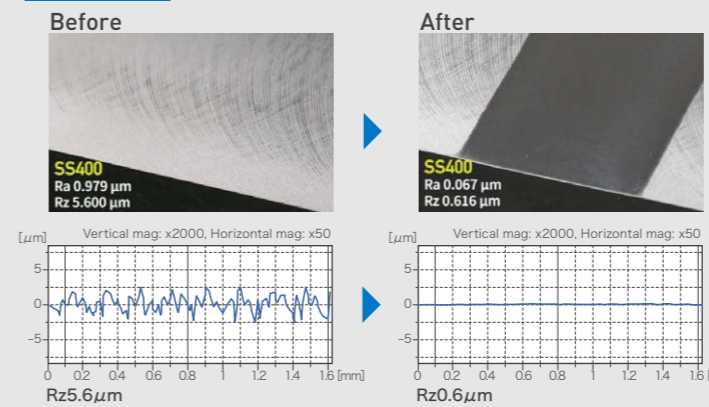 Before
SS400
Ra 0.979 μm
Rz 5.600 μm
[μm] Vertical mag: x2000, Horizontal mag: x50
5
0
-5
0 0.2 0.4 0.6 0.8 1 1.2 1.4 1.6 [mm]
Rz5.6μm
After
SS400
Ra 0.067 μm
Rz 0.616 μm
[μm] Vertical mag: x2000, Horizontal mag: x50
5
0
-5
0 0.2 0.4 0.6 0.8 1 1.2 1.4 1.6
Rz0.6μm